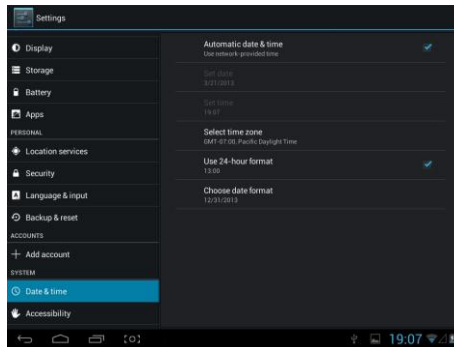 Settings
Display
Storage
Battery
Apps
PERSONAL
Location services
Security
A Language & input
Backup & reset
ACCOUNTS
Add account
SYSTEM
Date & time
Accessibility
Automatic date & time
Use network-provided time
Set date
3/21/2013
Set time
19:07
Select time zone
GMT-07:00, Pacific Daylight Time
Use 24-hour format
13:00
Choose date format
12/31/2013
19:07